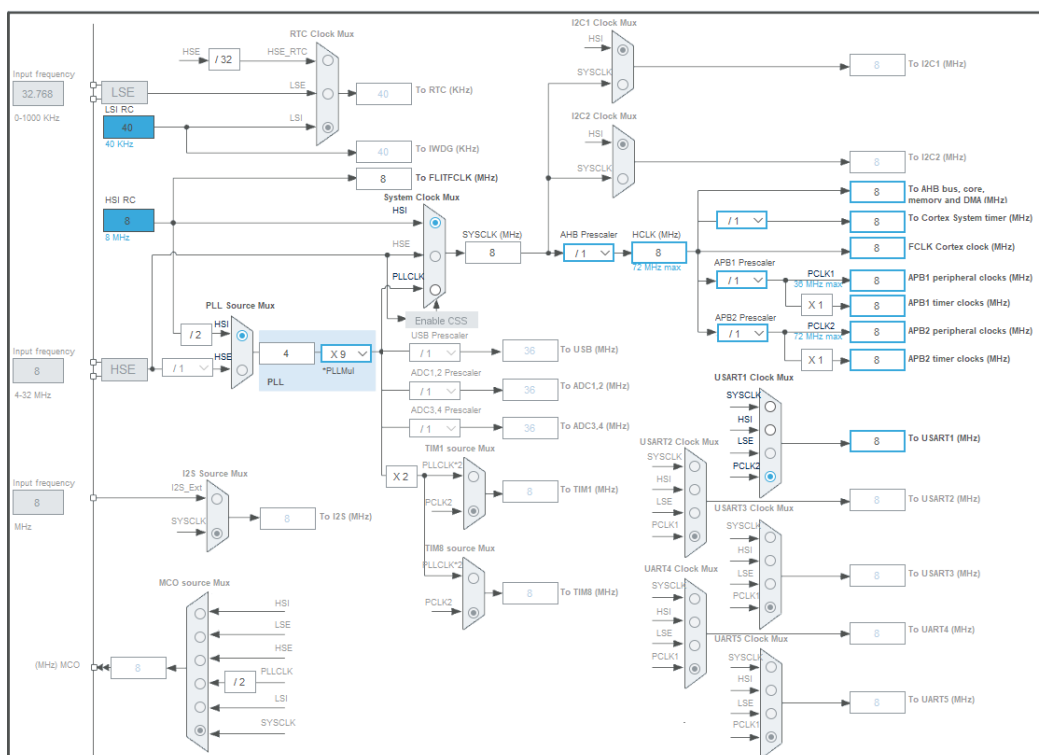 I2C1 Clock Mux
HSI
SYSCLK
8
To I2C1 (MHz)
RTC Clock Mux
HSE
/ 32
HSE_RTC
LSE
LSI
40
To RTC (KHz)
Input frequency
32.768
0-1000 KHz
LSE
LSI RC
40
40 KHz
40
To IWDG (KHz)
I2C2 Clock Mux
HSI
SYSCLK
8
To I2C2 (MHz)
8
To FLITFCLK (MHz)
HSI RC
8
8 MHz
System Clock Mux
HSI
HSE
PLLCLK
SYSCLK (MHz)
8
AHB Prescaler
/ 1
HCLK (MHz)
8
72 MHz max
8
To AHB bus, core,
memory and DMA (MHz)
/ 1
8
To Cortex System timer (MHz)
8
FCLK Cortex clock (MHz)
APB1 Prescaler
/ 1
PCLK1
36 MHz max
8
APB1 peripheral clocks (MHz)
X 1
8
APB1 timer clocks (MHz)
APB2 Prescaler
/ 1
PCLK2
72 MHz max
8
APB2 peripheral clocks (MHz)
X 1
8
APB2 timer clocks (MHz)
Enable CSS
PLL Source Mux
/ 2
HSI
HSE
Input frequency
8
4-32 MHz
HSE
/ 1
4
X 9
*PLLMul
PLL
USB Prescaler
/ 1
36
To USB (MHz)
ADC1,2 Prescaler
/ 1
36
To ADC1,2 (MHz)
ADC3,4 Prescaler
/ 1
36
To ADC3,4 (MHz)
USART1 Clock Mux
SYSCLK
HSI
LSE
PCLK2
8
To USART1 (MHz)
X 2
TIM1 source Mux
PLLCLK*2
PCLK2
8
To TIM1 (MHz)
USART2 Clock Mux
SYSCLK
HSI
LSE
PCLK1
8
To USART2 (MHz)
Input frequency
8
MHz
I2S Source Mux
I2S_Ext
SYSCLK
8
To I2S (MHz)
USART3 Clock Mux
SYSCLK
HSI
LSE
PCLK1
8
To USART3 (MHz)
TIM8 source Mux
PLLCLK*2
PCLK2
8
To TIM8 (MHz)
UART4 Clock Mux
SYSCLK
HSI
LSE
PCLK1
8
To UART4 (MHz)
MCO source Mux
HSI
LSE
HSE
PLLCLK
/ 2
LSI
SYSCLK
(MHz) MCO
8
UART5 Clock Mux
SYSCLK
HSI
LSE
PCLK1
8
To UART5 (MHz)
-